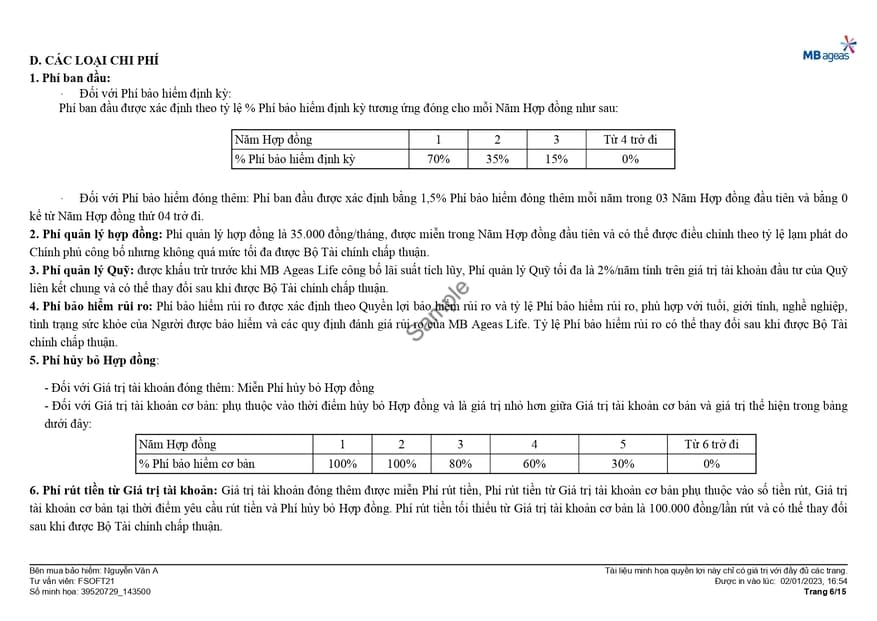 MB ageas
D. CÁC LOẠI CHI PHÍ
1. Phí ban đầu:
· Đối với Phí bảo hiểm định kỳ:
Phí ban đầu được xác định theo tỷ lệ % Phí bảo hiểm định kỳ tương ứng đóng cho mỗi Năm Hợp đồng như sau:
Năm Hợp đồng 1 2 3 Từ 4 trở đi
% Phí bảo hiểm định kỳ 70% 35% 15% 0%
· Đối với Phí bảo hiểm đóng thêm: Phí ban đầu được xác định bằng 1,5% Phí bảo hiểm đóng thêm mỗi năm trong 03 Năm Hợp đồng đầu tiên và bằng 0
kể từ Năm Hợp đồng thứ 04 trở đi.
2. Phí quản lý hợp đồng: Phí quản lý hợp đồng là 35.000 đồng/tháng, được miễn trong Năm Hợp đồng đầu tiên và có thể được điều chỉnh theo tỷ lệ lạm phát do
Chính phủ công bố nhưng không quá mức tối đa được Bộ Tài chính chấp thuận.
3. Phí quản lý Quỹ: được khấu trừ trước khi MB Ageas Life công bố lãi suất tích lũy, Phí quản lý Quỹ tối đa là 2%/năm tính trên giá trị tài khoản đầu tư của Quỹ
liên kết chung và có thể thay đổi sau khi được Bộ Tài chính chấp thuận.
4. Phí bảo hiểm rủi ro: Phí bảo hiểm rủi ro được xác định theo Quyền lợi bảo hiểm rủi ro và tỷ lệ Phí bảo hiểm rủi ro, phù hợp với tuổi, giới tính, nghề nghiệp,
tình trạng sức khỏe của Người được bảo hiểm và các quy định đánh giá rủi ro của MB Ageas Life. Tỷ lệ Phí bảo hiểm rủi ro có thể thay đổi sau khi được Bộ Tài
chính chấp thuận.
Sample
5. Phí hủy bỏ Hợp đồng:
- Đối với Giá trị tài khoản đóng thêm: Miễn Phí hủy bỏ Hợp đồng
- Đối với Giá trị tài khoản cơ bản: phụ thuộc vào thời điểm hủy bỏ Hợp đồng và là giá trị nhỏ hơn giữa Giá trị tài khoản cơ bản và giá trị thể hiện trong bảng
dưới đây:
Năm Hợp đồng 1 2 3 4 5 Từ 6 trở đi
% Phí bảo hiểm cơ bản 100% 100% 80% 60% 30% 0%
6. Phí rút tiền từ Giá trị tài khoản: Giá trị tài khoản đóng thêm được miễn Phí rút tiền, Phí rút tiền từ Giá trị tài khoản cơ bản phụ thuộc vào số tiền rút, Giá trị
tài khoản cơ bản tại thời điểm yêu cầu rút tiền và Phí hủy bỏ Hợp đồng. Phí rút tiền tối thiểu từ Giá trị tài khoản cơ bản là 100.000 đồng/lần rút và có thể thay đổi
sau khi được Bộ Tài chính chấp thuận.
Bên mua bảo hiểm: Nguyễn Văn A
Tư vấn viên: FSOFT21
Số minh họa: 39520729_143500
Tài liệu minh họa quyền lợi này chỉ có giá trị với đầy đủ các trang.
Được in vào lúc: 02/01/2023, 16:54
Trang 6/15